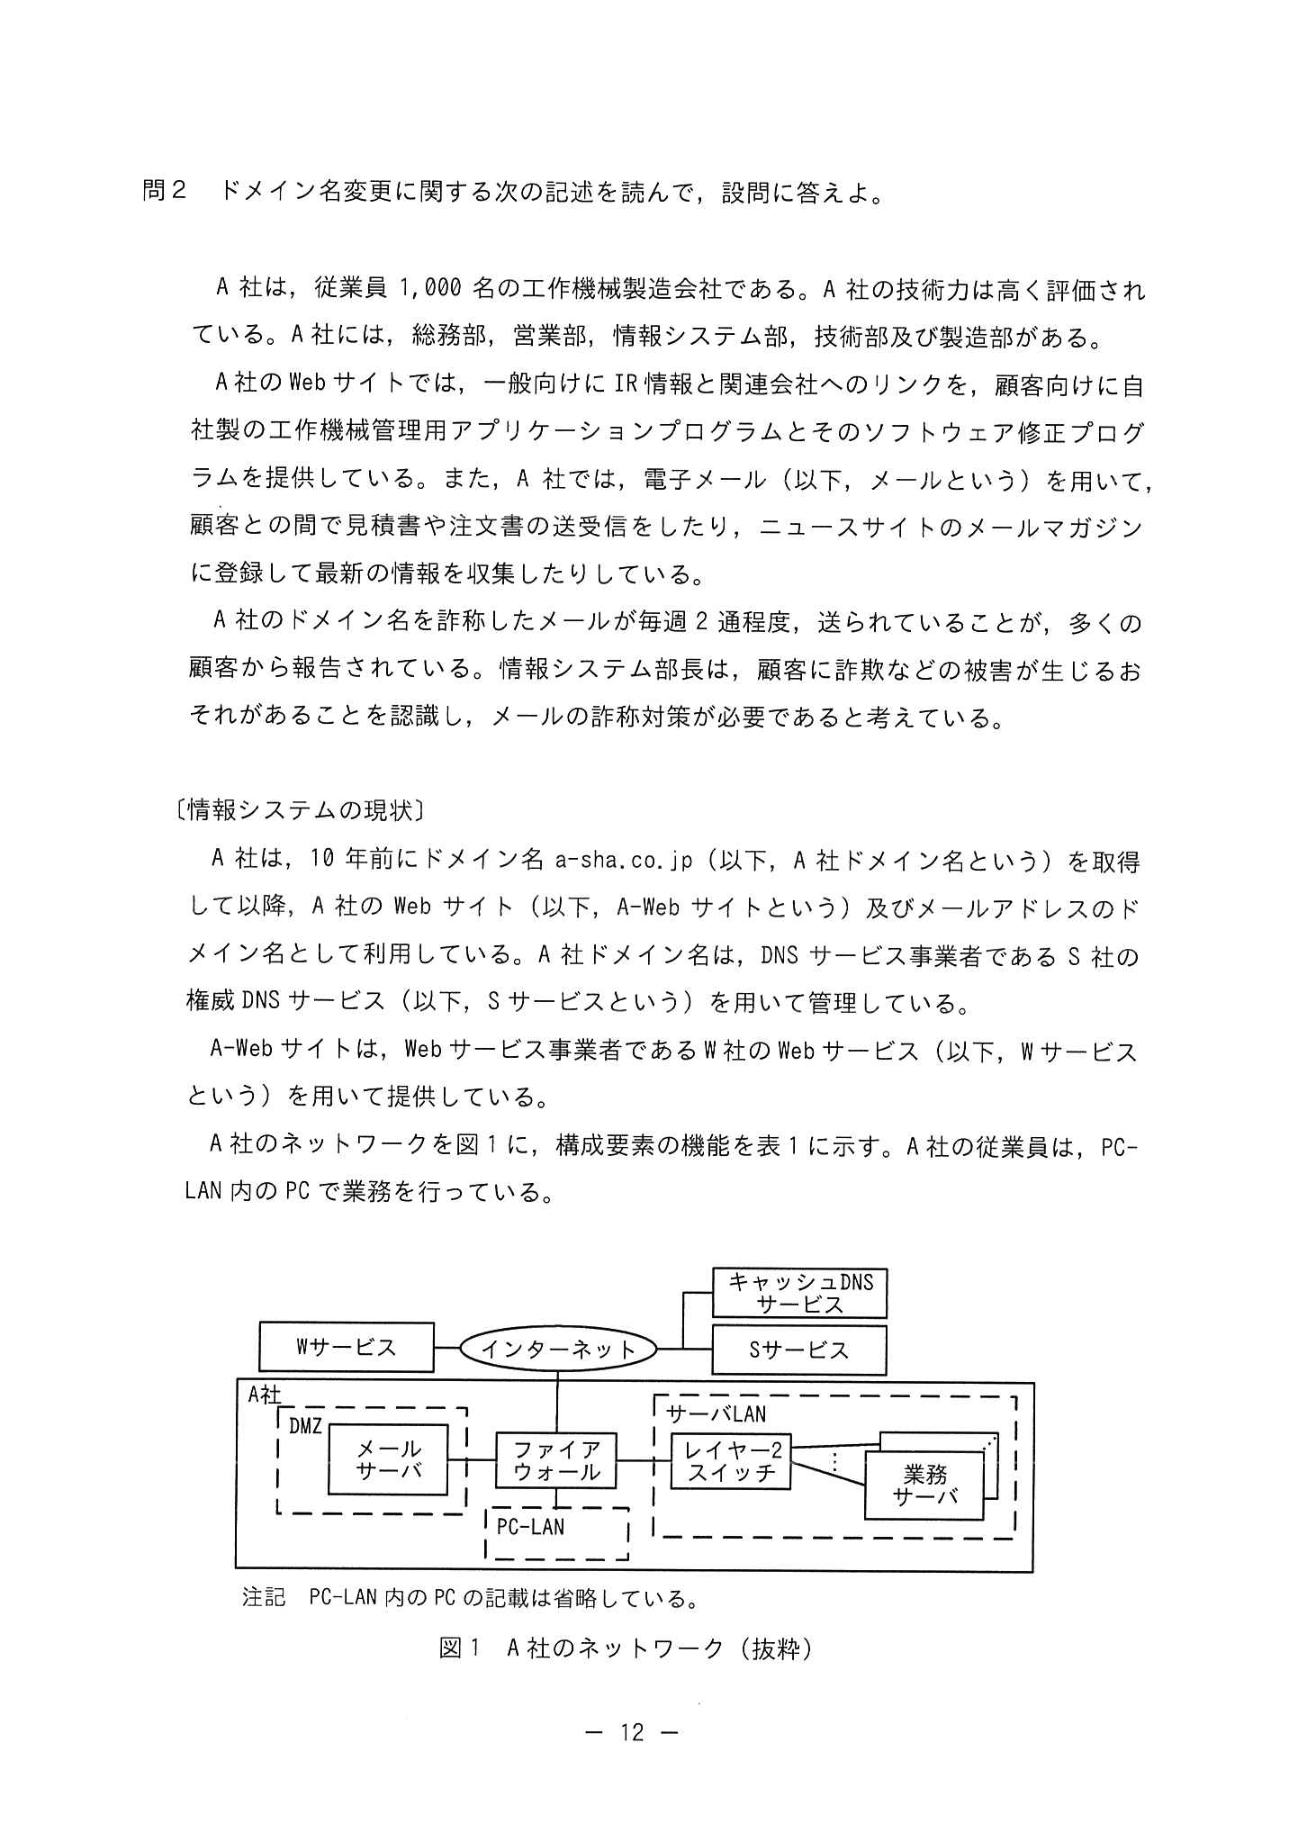 問2 ドメイン名変更に関する次の記述を読んで，設問に答えよ。
A 社は，従業員 1,000 名の工作機械製造会社である。A 社の技術力は高く評価され
ている。A 社には，総務部，営業部，情報システム部，技術部及び製造部がある。
A 社の Web サイトでは，一般向けに IR 情報と関連会社へのリンクを，顧客向けに自
社製の工作機械管理用アプリケーションプログラムとそのソフトウェア修正プログ
ラムを提供している。また，A 社では，電子メール（以下，メールという）を用いて，
顧客との間で見積書や注文書の送受信をしたり，ニュースサイトのメールマガジン
に登録して最新の情報を収集したりしている。
A 社のドメイン名を詐称したメールが毎週 2 通程度，送られていることが，多くの
顧客から報告されている。情報システム部長は，顧客に詐欺などの被害が生じるお
それがあることを認識し，メールの詐称対策が必要であると考えている。
〔情報システムの現状〕
A 社は，10 年前にドメイン名 a-sha.co.jp（以下，A 社ドメイン名という）を取得
して以降，A 社の Web サイト（以下，A-Web サイトという）及びメールアドレスのド
メイン名として利用している。A 社ドメイン名は，DNS サービス事業者である S 社の
権威 DNS サービス（以下，S サービスという）を用いて管理している。
A-Web サイトは，Web サービス事業者である W 社の Web サービス（以下，W サービス
という）を用いて提供している。
A 社のネットワークを図 1 に，構成要素の機能を表 1 に示す。A 社の従業員は，PC-
LAN 内の PC で業務を行っている。
キャッシュDNS
サービス
Wサービス
インターネット
Sサービス
A社
DMZ
メール
サーバ
ファイア
ウォール
PC-LAN
サーバLAN
レイヤー2
スイッチ
業務
サーバ
注記 PC-LAN 内の PC の記載は省略している。
図 1 A 社のネットワーク（抜粋）
－ 12 －